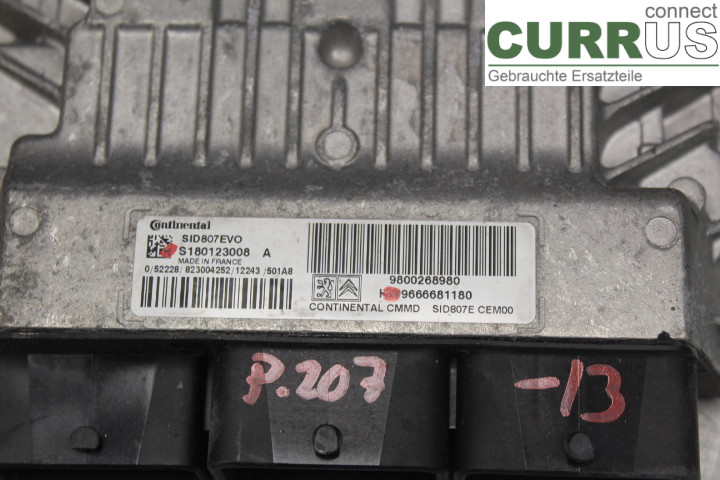 connect
CURRUS
Gebrauchte Ersatzteile
Continental
SID807EVO
S180123008 A
MADE IN FRANCE
0/52228/823004252/12243/501A8
9800268980
9666681180
CONTINENTAL CMMD SID807E CEM00
P.207
-13